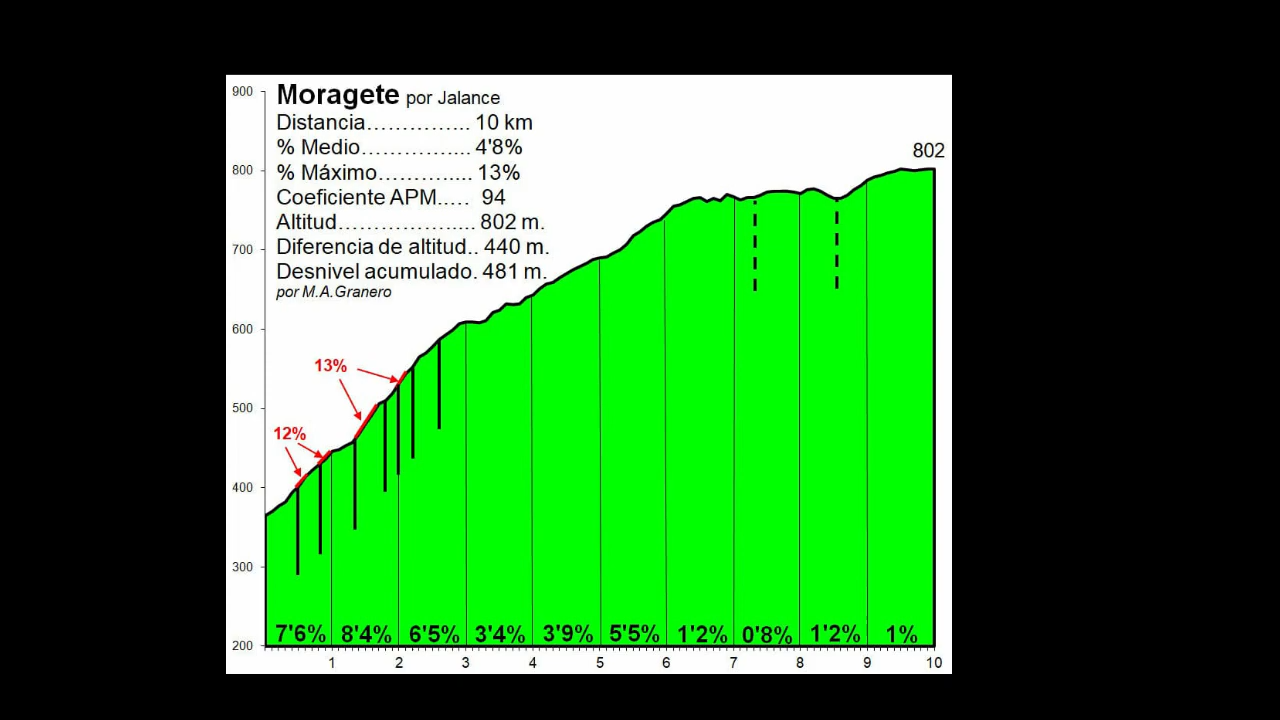 900
Moragete por Jalance
Distancia…………... 10 km
% Medio…………..... 4'8%
% Máximo……….…... 13%
Coeficiente APM..... 94
Altitud……………….... 802 m.
Diferencia de altitud.. 440 m.
Desnivel acumulado. 481 m.
por M.A.Granero
802
800
700
600
13%
500
12%
400
300
200
7'6% 8'4% 6'5% 3'4% 3'9% 5'5% 1'2% 0'8% 1'2% 1%
1 2 3 4 5 6 7 8 9 10